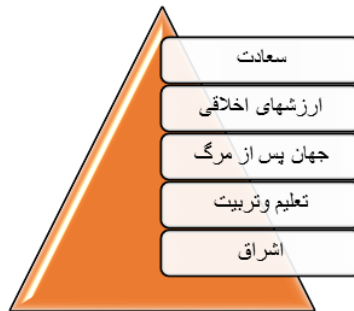 سعادت
ارزشهای اخلاقی
جهان پس از مرگ
تعلیم وتربیت
اشراق